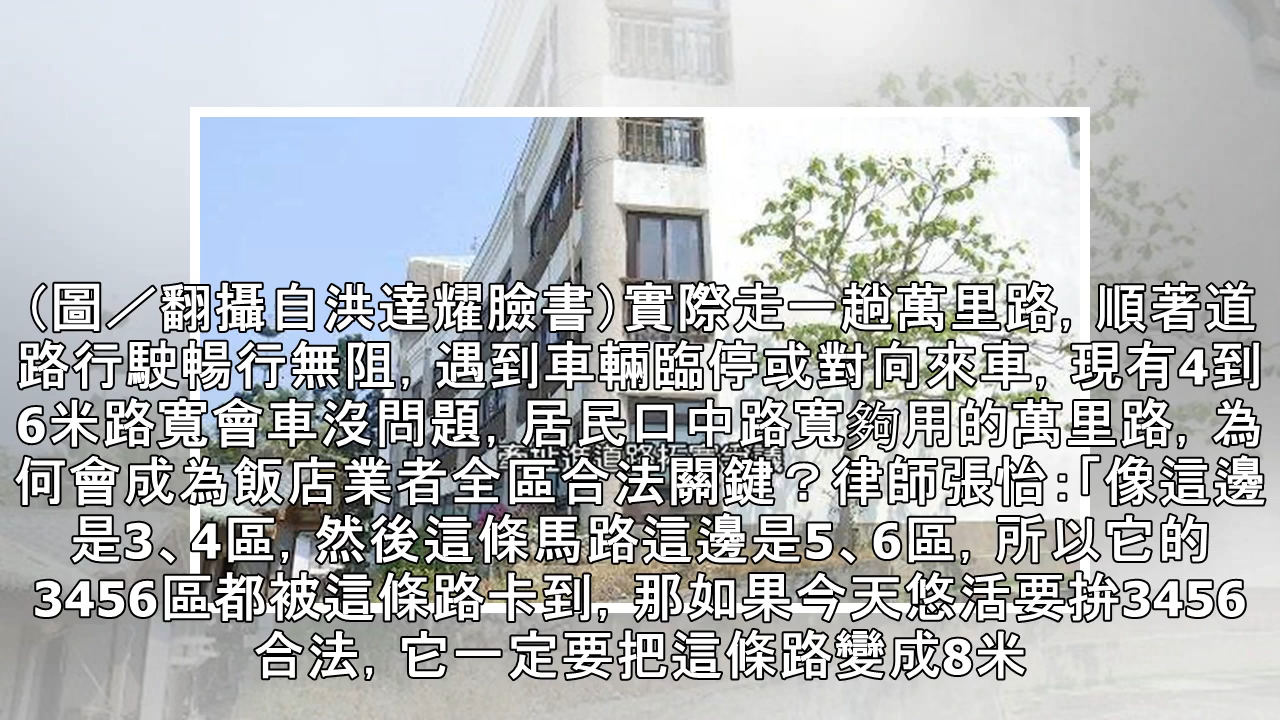 (圖／翻攝自洪達耀臉書)實際走一趟萬里路, 順著道
路行駛暢行無阻, 遇到車輛臨停或對向來車, 現有4到
6米路寬會車沒問題, 居民口中路寬夠用的萬里路, 為
何會成為飯店業者全區合法關鍵？律師張怡:「像這邊
是3、4區, 然後這條馬路這邊是5、6區, 所以它的
3456區都被這條路卡到, 那如果今天悠活要拚3456
合法, 它一定要把這條路變成8米